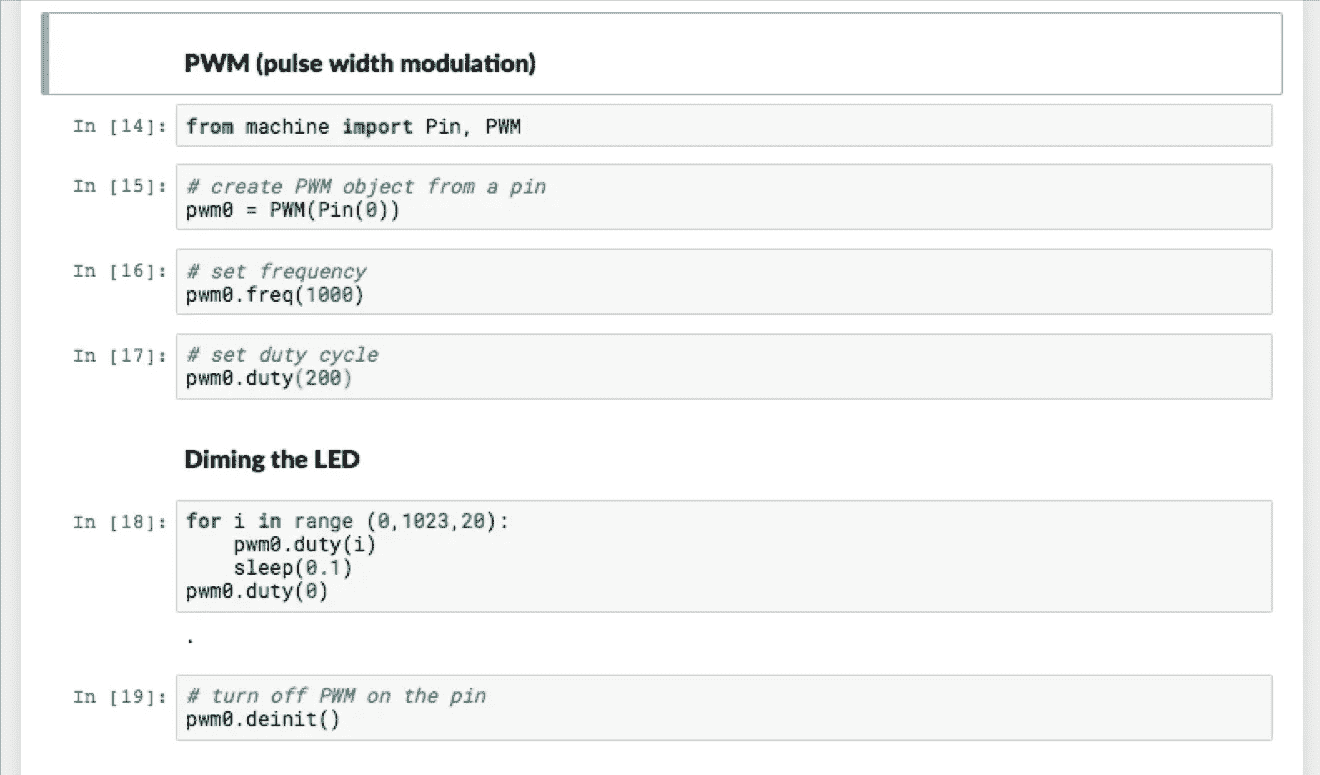 PWM (pulse width modulation)
In [14]: from machine import Pin, PWM
In [15]: # create PWM object from a pin
pwm0 = PWM(Pin(0))
In [16]: # set frequency
pwm0.freq(1000)
In [17]: # set duty cycle
pwm0.duty(200)
Diming the LED
In [18]: for i in range (0,1023,20):
    pwm0.duty(i)
    sleep(0.1)
pwm0.duty(0)
.
In [19]: # turn off PWM on the pin
pwm0.deinit()